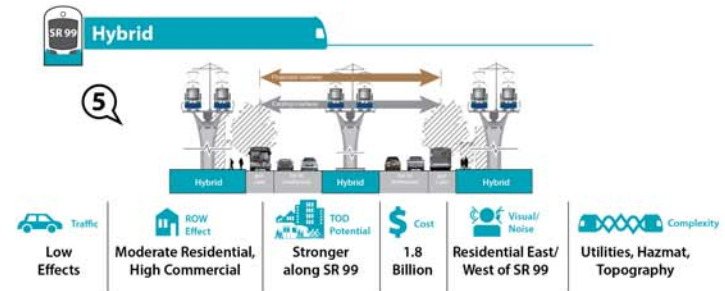 SR 99
Hybrid
5
Hybrid
Hybrid
Hybrid
Traffic
Low
Effects
ROW
Effect
Moderate Residential,
High Commercial
TOD
Potential
Stronger
along SR 99
Cost
1.8
Billion
Visual/
Noise
Residential East/
West of SR 99
Complexity
Utilities, Hazmat,
Topography